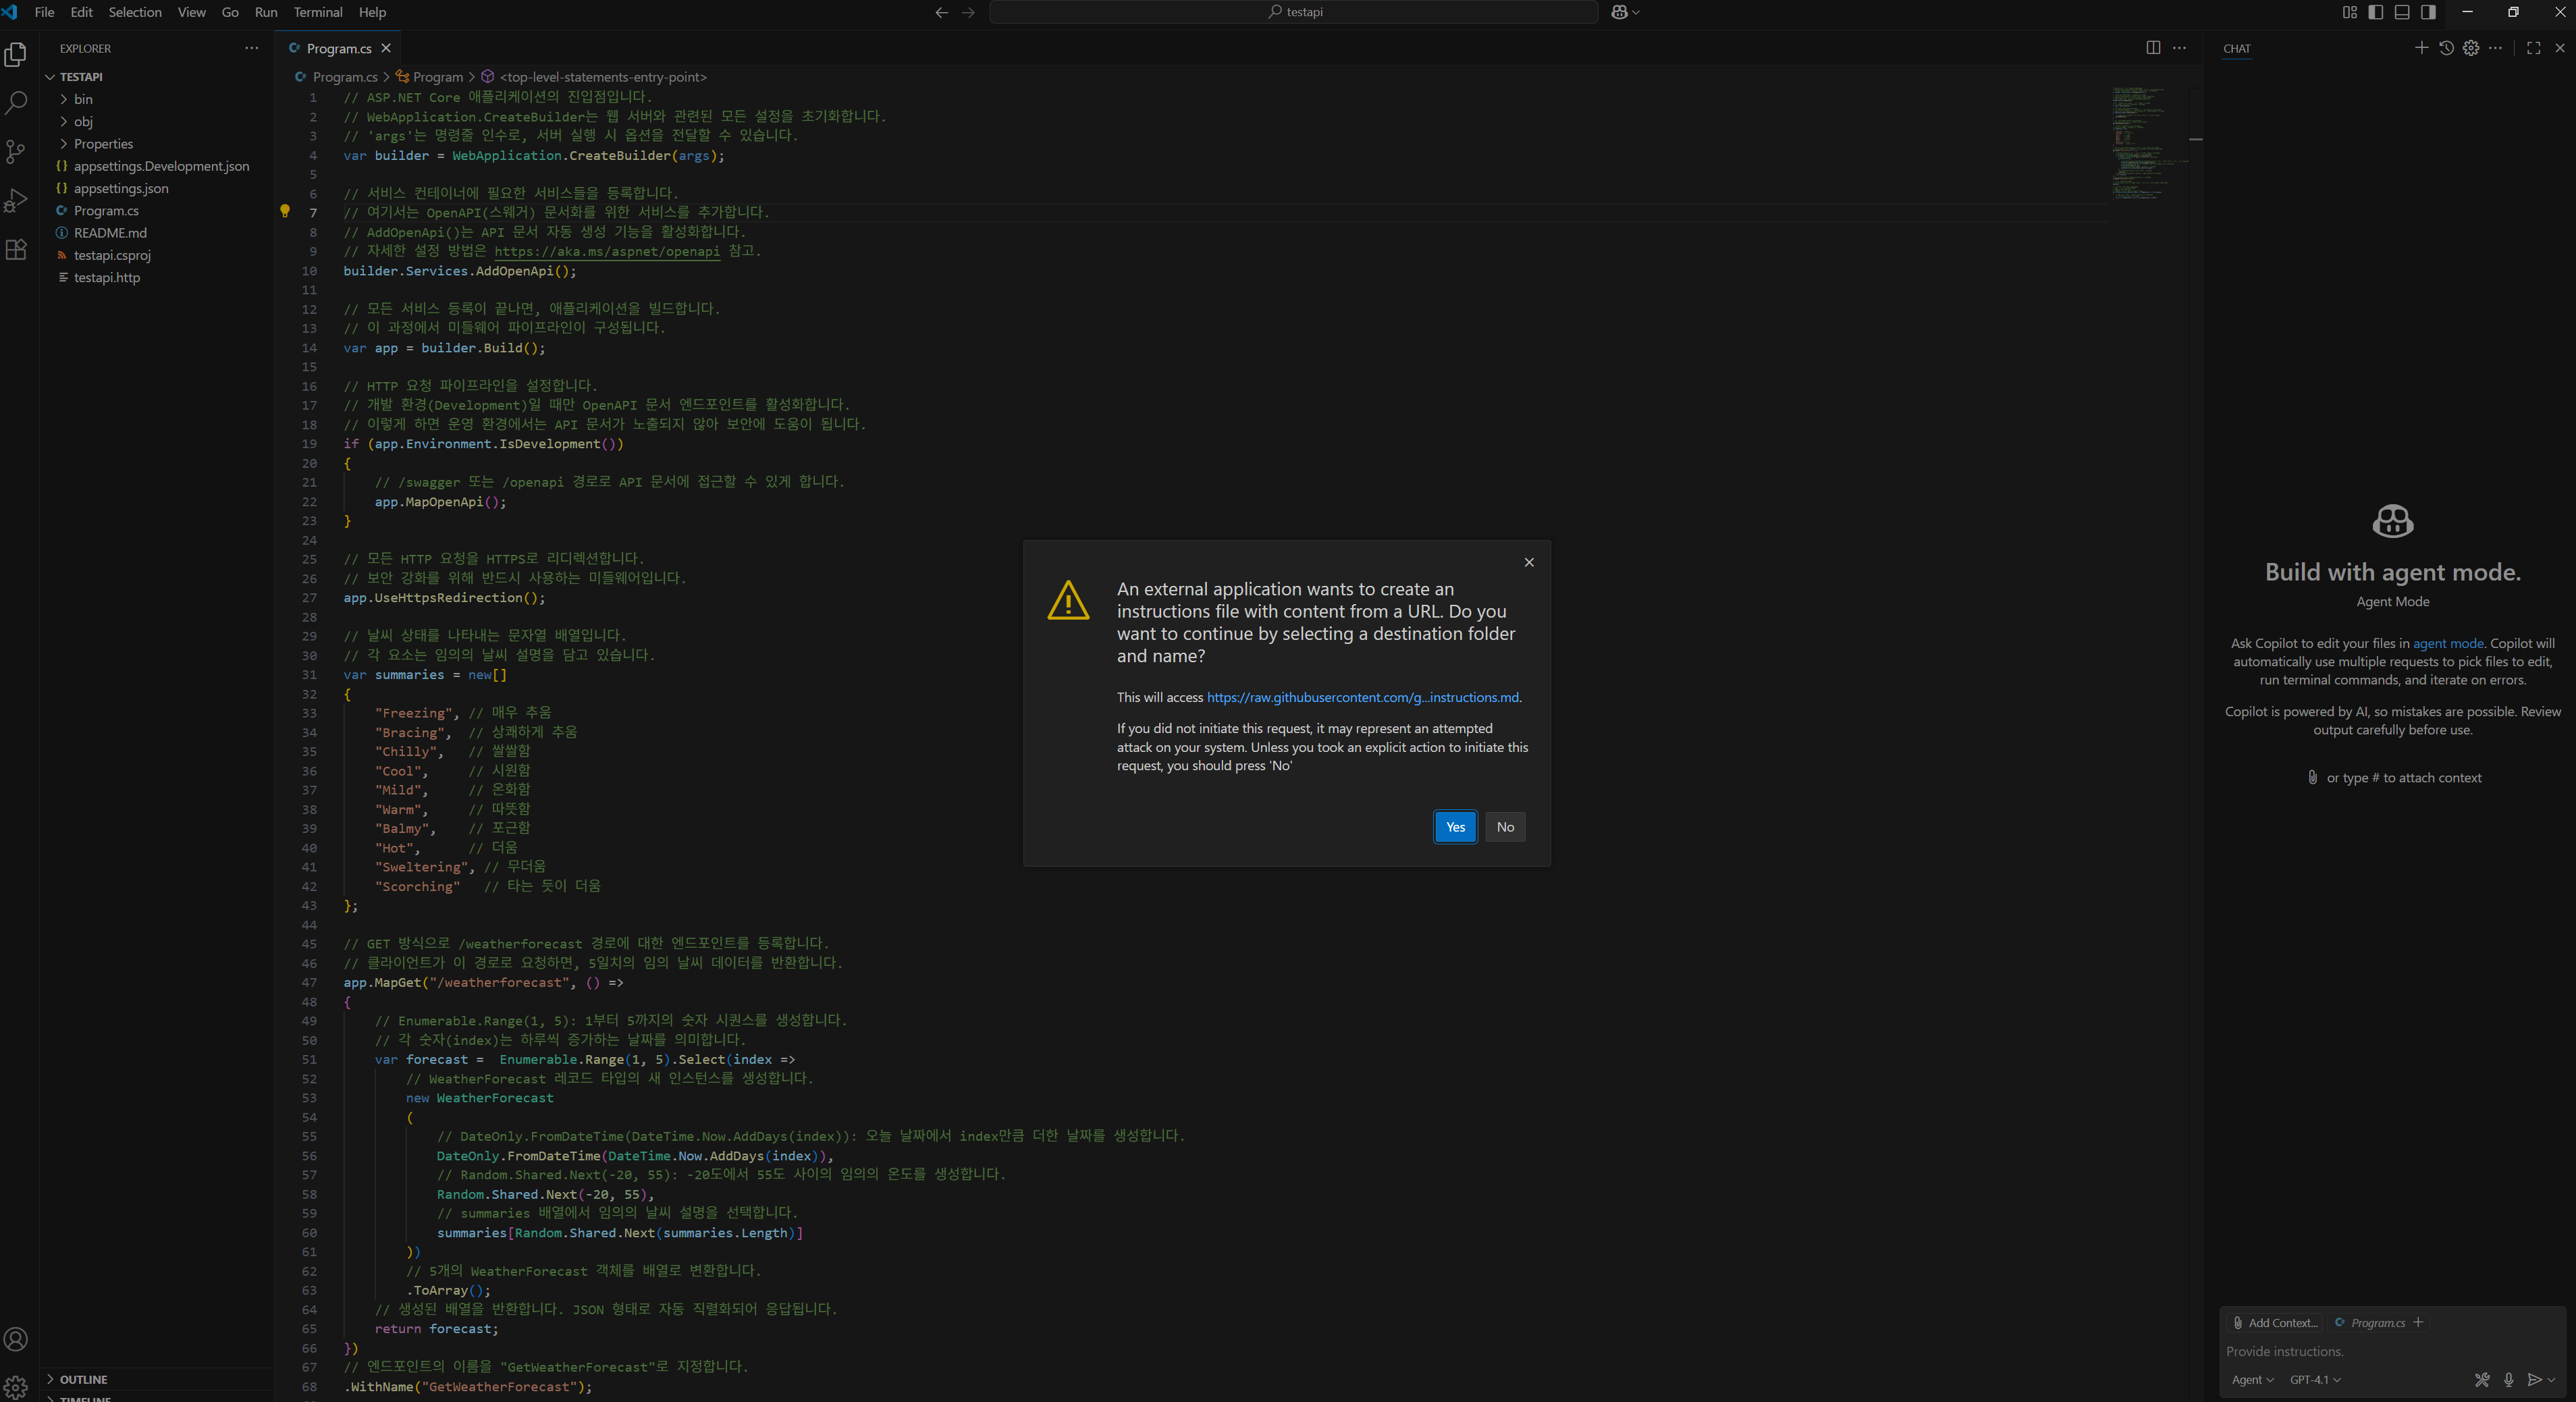 File Edit Selection View Go Run Terminal Help
testapi
EXPLORER
TESTAPI
bin
obj
Properties
{} appsettings.Development.json
{} appsettings.json
C# Program.cs
README.md
testapi.csproj
testapi.http
OUTLINE
TIMELINE
C# Program.cs
C# Program.cs > Program > <top-level-statements-entry-point>
1 // ASP.NET Core 애플리케이션의 진입점입니다.
2 // WebApplication.CreateBuilder는 웹 서버와 관련된 모든 설정을 초기화합니다.
3 // 'args'는 명령줄 인수로, 서버 실행 시 옵션을 전달할 수 있습니다.
4 var builder = WebApplication.CreateBuilder(args);
5
6 // 서비스 컨테이너에 필요한 서비스들을 등록합니다.
7 // 여기서는 OpenAPI(스웨거) 문서화를 위한 서비스를 추가합니다.
8 // AddOpenApi()는 API 문서 자동 생성 기능을 활성화합니다.
9 // 자세한 설정 방법은 https://aka.ms/aspnet/openapi 참고.
10 builder.Services.AddOpenApi();
11
12 // 모든 서비스 등록이 끝나면, 애플리케이션을 빌드합니다.
13 // 이 과정에서 미들웨어 파이프라인이 구성됩니다.
14 var app = builder.Build();
15
16 // HTTP 요청 파이프라인을 설정합니다.
17 // 개발 환경(Development)일 때만 OpenAPI 문서 엔드포인트를 활성화합니다.
18 // 이렇게 하면 운영 환경에서는 API 문서가 노출되지 않아 보안에 도움이 됩니다.
19 if (app.Environment.IsDevelopment())
20 {
21 // /swagger 또는 /openapi 경로로 API 문서에 접근할 수 있게 합니다.
22 app.MapOpenApi();
23 }
24
25 // 모든 HTTP 요청을 HTTPS로 리디렉션합니다.
26 // 보안 강화를 위해 반드시 사용하는 미들웨어입니다.
27 app.UseHttpsRedirection();
28
29 // 날씨 상태를 나타내는 문자열 배열입니다.
30 // 각 요소는 임의의 날씨 설명을 담고 있습니다.
31 var summaries = new[]
32 {
33 "Freezing", // 매우 추움
34 "Bracing", // 상쾌하게 추움
35 "Chilly", // 쌀쌀함
36 "Cool", // 시원함
37 "Mild", // 온화함
38 "Warm", // 따뜻함
39 "Balmy", // 포근함
40 "Hot", // 더움
41 "Sweltering", // 무더움
42 "Scorching" // 타는 듯이 더움
43 };
44
45 // GET 방식으로 /weatherforecast 경로에 대한 엔드포인트를 등록합니다.
46 // 클라이언트가 이 경로로 요청하면, 5일치의 임의 날씨 데이터를 반환합니다.
47 app.MapGet("/weatherforecast", () =>
48 {
49 // Enumerable.Range(1, 5): 1부터 5까지의 숫자 시퀀스를 생성합니다.
50 // 각 숫자(index)는 하루씩 증가하는 날짜를 의미합니다.
51 var forecast = Enumerable.Range(1, 5).Select(index =>
52 // WeatherForecast 레코드 타입의 새 인스턴스를 생성합니다.
53 new WeatherForecast
54 (
55 // DateOnly.FromDateTime(DateTime.Now.AddDays(index)): 오늘 날짜에서 index만큼 더한 날짜를 생성합니다.
56 DateOnly.FromDateTime(DateTime.Now.AddDays(index)),
57 // Random.Shared.Next(-20, 55): -20도에서 55도 사이의 임의의 온도를 생성합니다.
58 Random.Shared.Next(-20, 55),
59 // summaries 배열에서 임의의 날씨 설명을 선택합니다.
60 summaries[Random.Shared.Next(summaries.Length)]
61 ))
62 // 5개의 WeatherForecast 객체를 배열로 변환합니다.
63 .ToArray();
64 // 생성된 배열을 반환합니다. JSON 형태로 자동 직렬화되어 응답됩니다.
65 return forecast;
66 })
67 // 엔드포인트의 이름을 "GetWeatherForecast"로 지정합니다.
68 .WithName("GetWeatherForecast");
An external application wants to create an
instructions file with content from a URL. Do you
want to continue by selecting a destination folder
and name?
This will access https://raw.githubusercontent.com/g...instructions.md.
If you did not initiate this request, it may represent an attempted
attack on your system. Unless you took an explicit action to initiate this
request, you should press 'No'
Yes No
CHAT
Build with agent mode.
Agent Mode
Ask Copilot to edit your files in agent mode. Copilot will
automatically use multiple requests to pick files to edit,
run terminal commands, and iterate on errors.
Copilot is powered by AI, so mistakes are possible. Review
output carefully before use.
or type # to attach context
Add Context... C# Program.cs +
Provide instructions.
Agent GPT-4.1